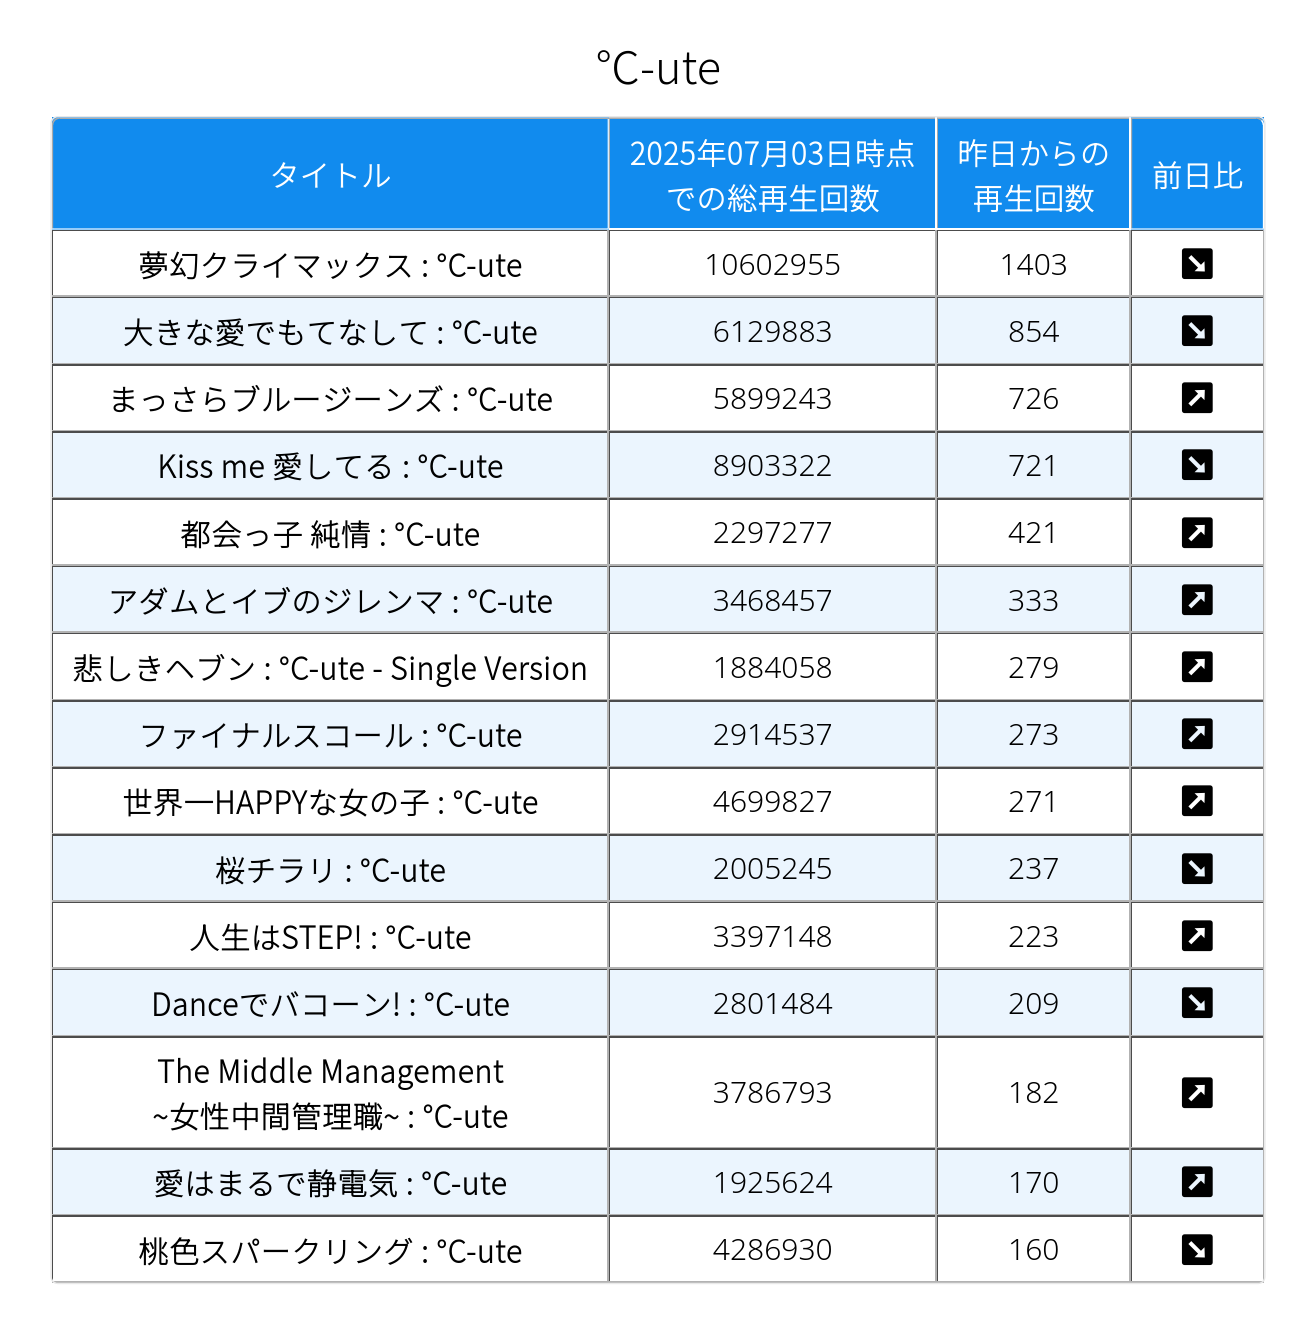 °C-ute
タイトル
2025年07月03日時点
での総再生回数
昨日からの
再生回数
前日比
夢幻クライマックス : °C-ute 10602955 1403 ↘
大きな愛でもてなして : °C-ute 6129883 854 ↘
まっさらブルージーンズ : °C-ute 5899243 726 ↗
Kiss me 愛してる : °C-ute 8903322 721 ↘
都会っ子 純情 : °C-ute 2297277 421 ↗
アダムとイブのジレンマ : °C-ute 3468457 333 ↗
悲しきヘブン : °C-ute - Single Version 1884058 279 ↗
ファイナルスコール : °C-ute 2914537 273 ↗
世界一HAPPYな女の子 : °C-ute 4699827 271 ↗
桜チラリ : °C-ute 2005245 237 ↘
人生はSTEP! : °C-ute 3397148 223 ↗
Danceでバコーン! : °C-ute 2801484 209 ↘
The Middle Management
~女性中間管理職~ : °C-ute 3786793 182 ↗
愛はまるで静電気 : °C-ute 1925624 170 ↗
桃色スパークリング : °C-ute 4286930 160 ↘